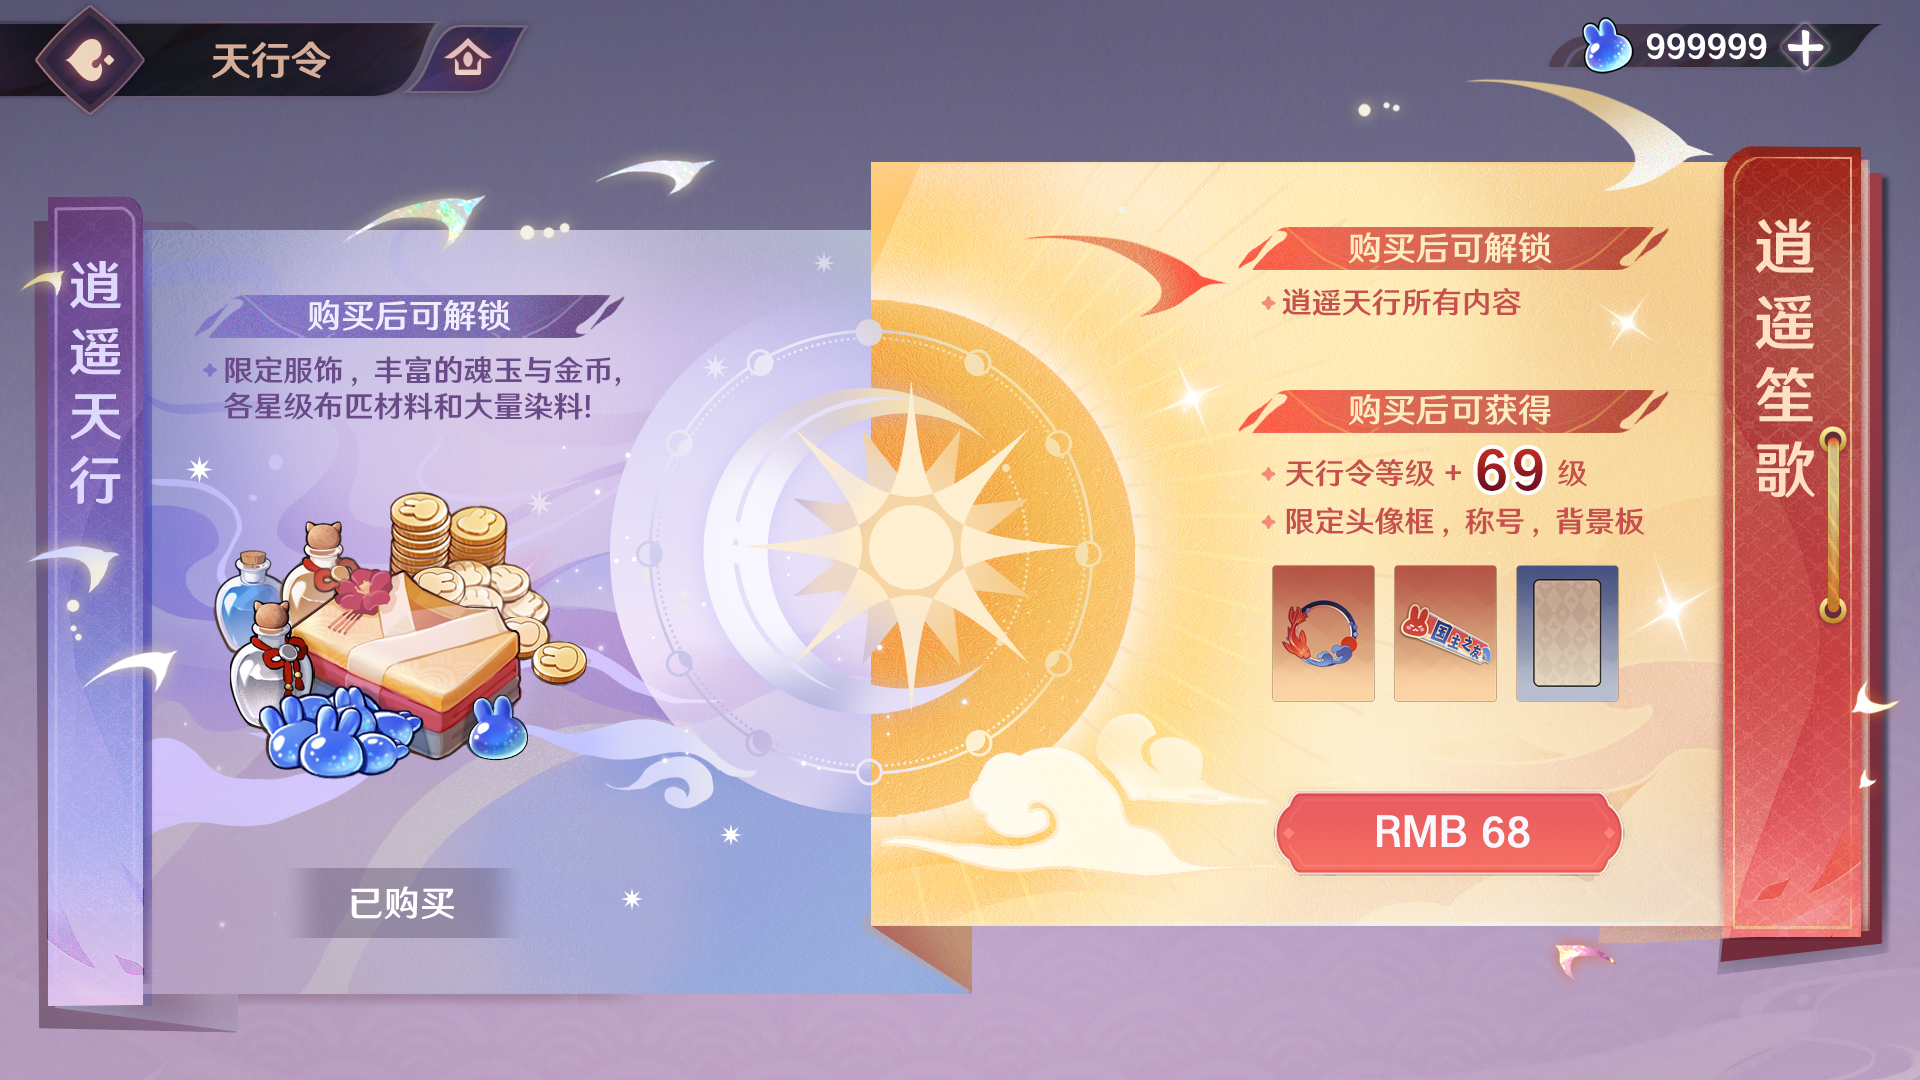 天行令
999999
逍遥天行
购买后可解锁
限定服饰，丰富的魂玉与金币，
各星级布匹材料和大量染料!
已购买
购买后可解锁
逍遥天行所有内容
购买后可获得
天行令等级 + 69 级
限定头像框，称号，背景板
国主之友
RMB 68
逍遥笙歌